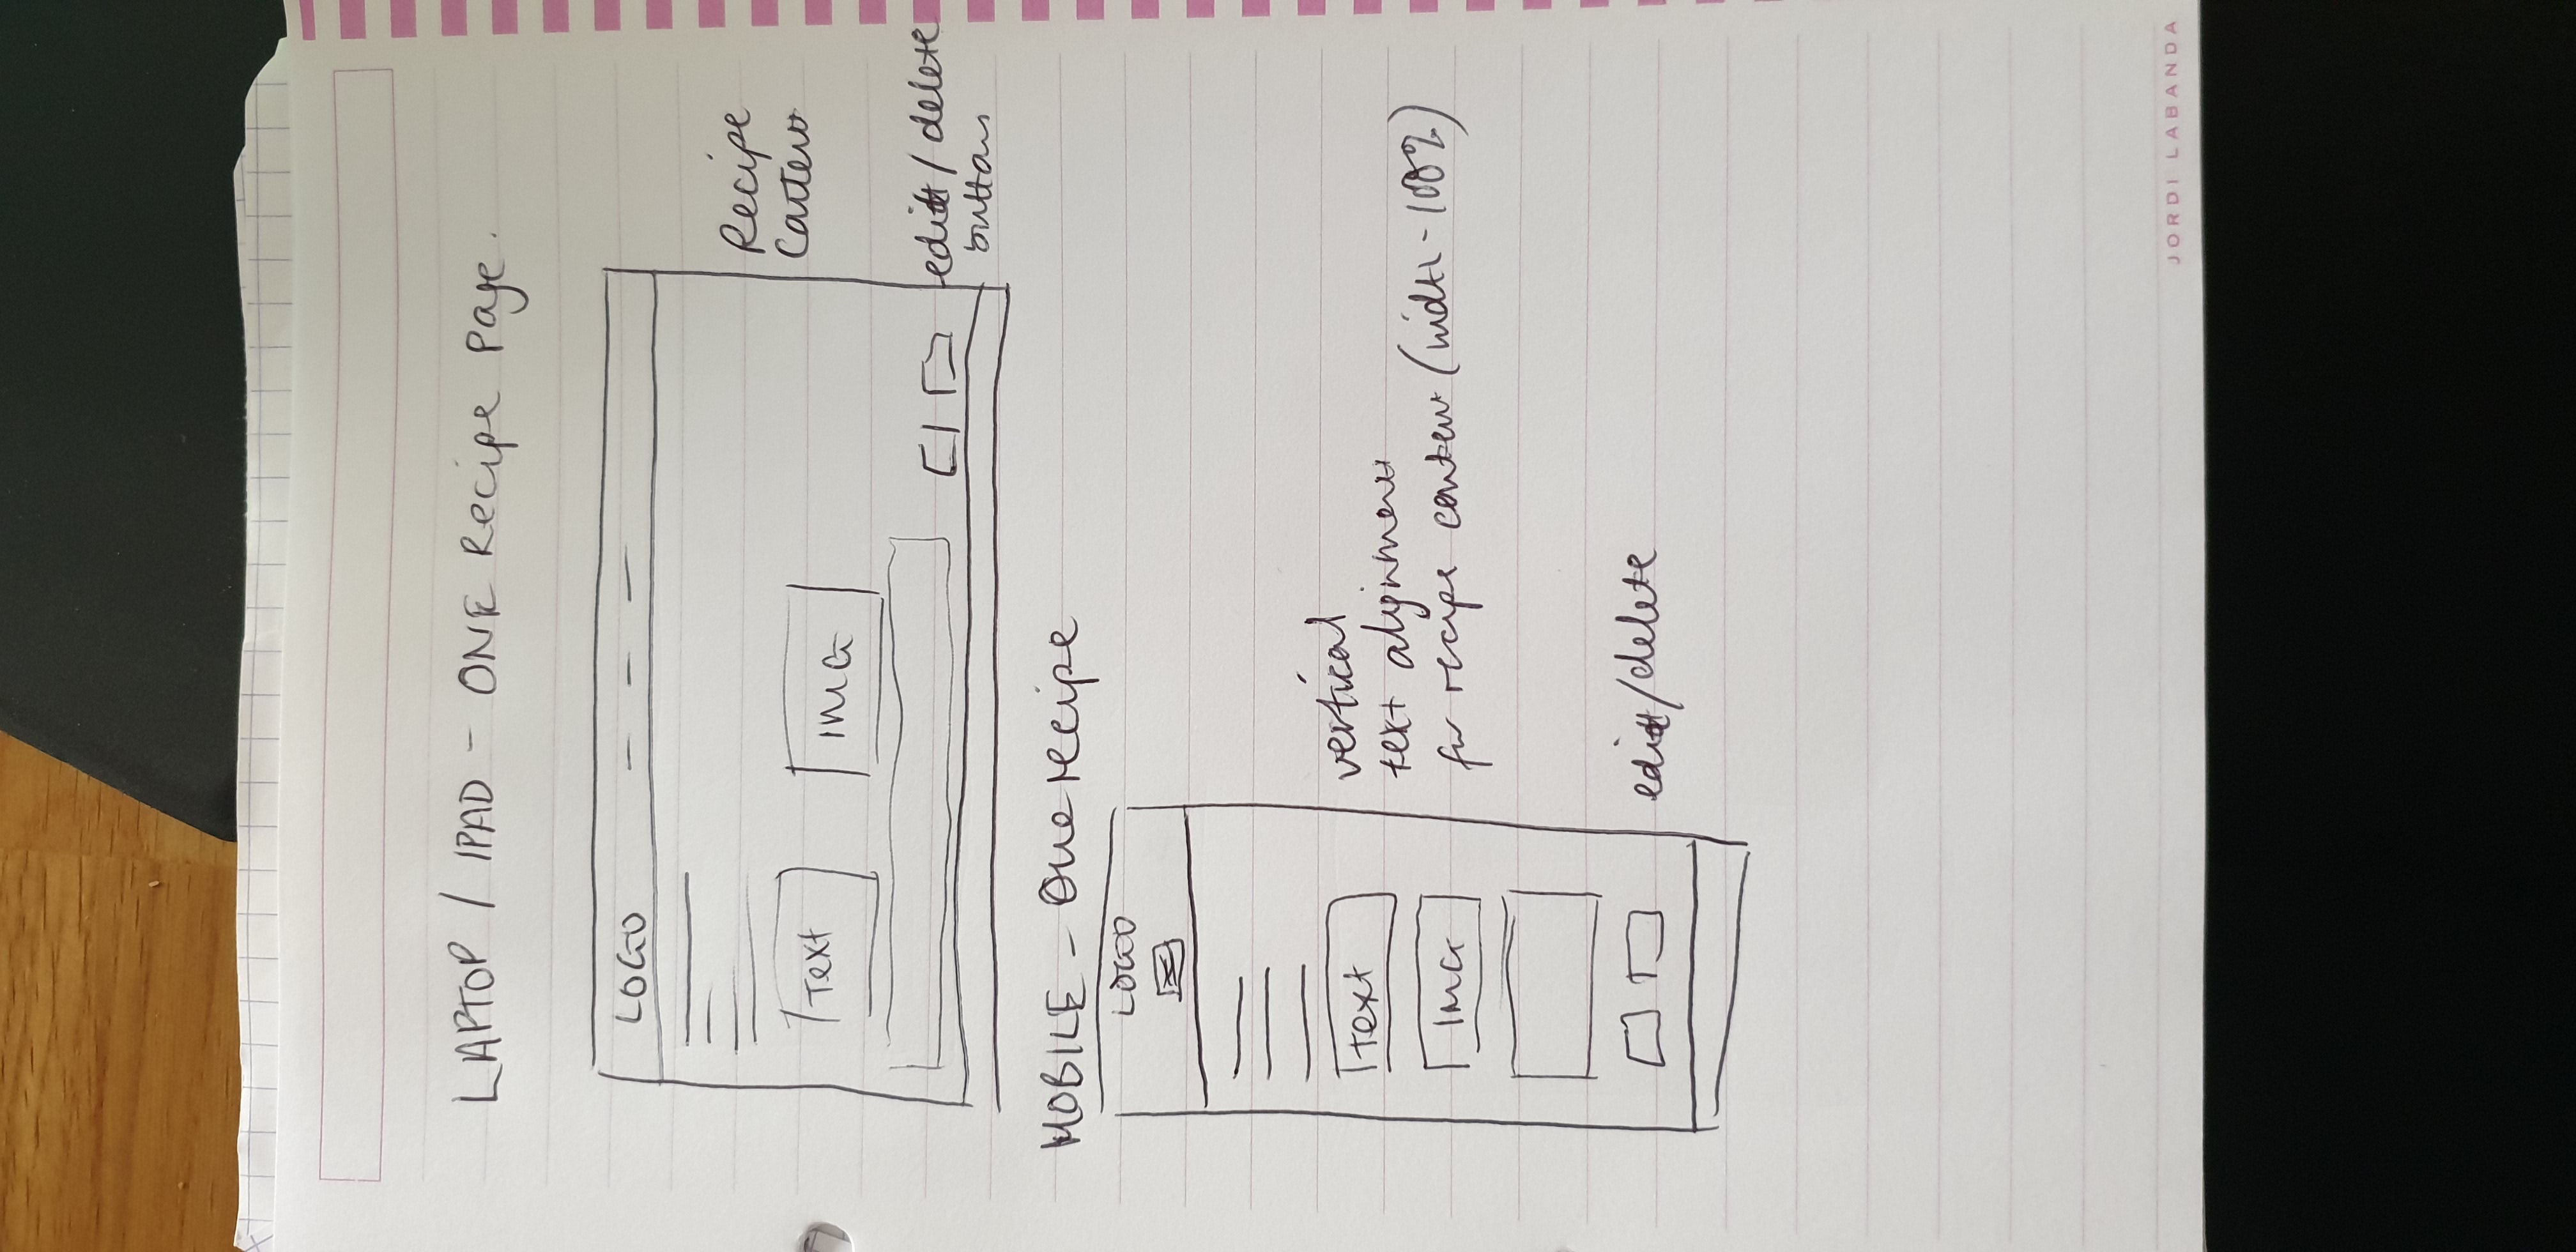 LAPTOP / IPAD - ONE Recipe Page.
LOGO
Recipe
Content
Text
IMG
edit / delete
buttons
MOBILE - One recipe
LOGO
text
IMG
vertical
text alignment
for recipe content (width - 100%)
edit/delete
JORDI LABANDA